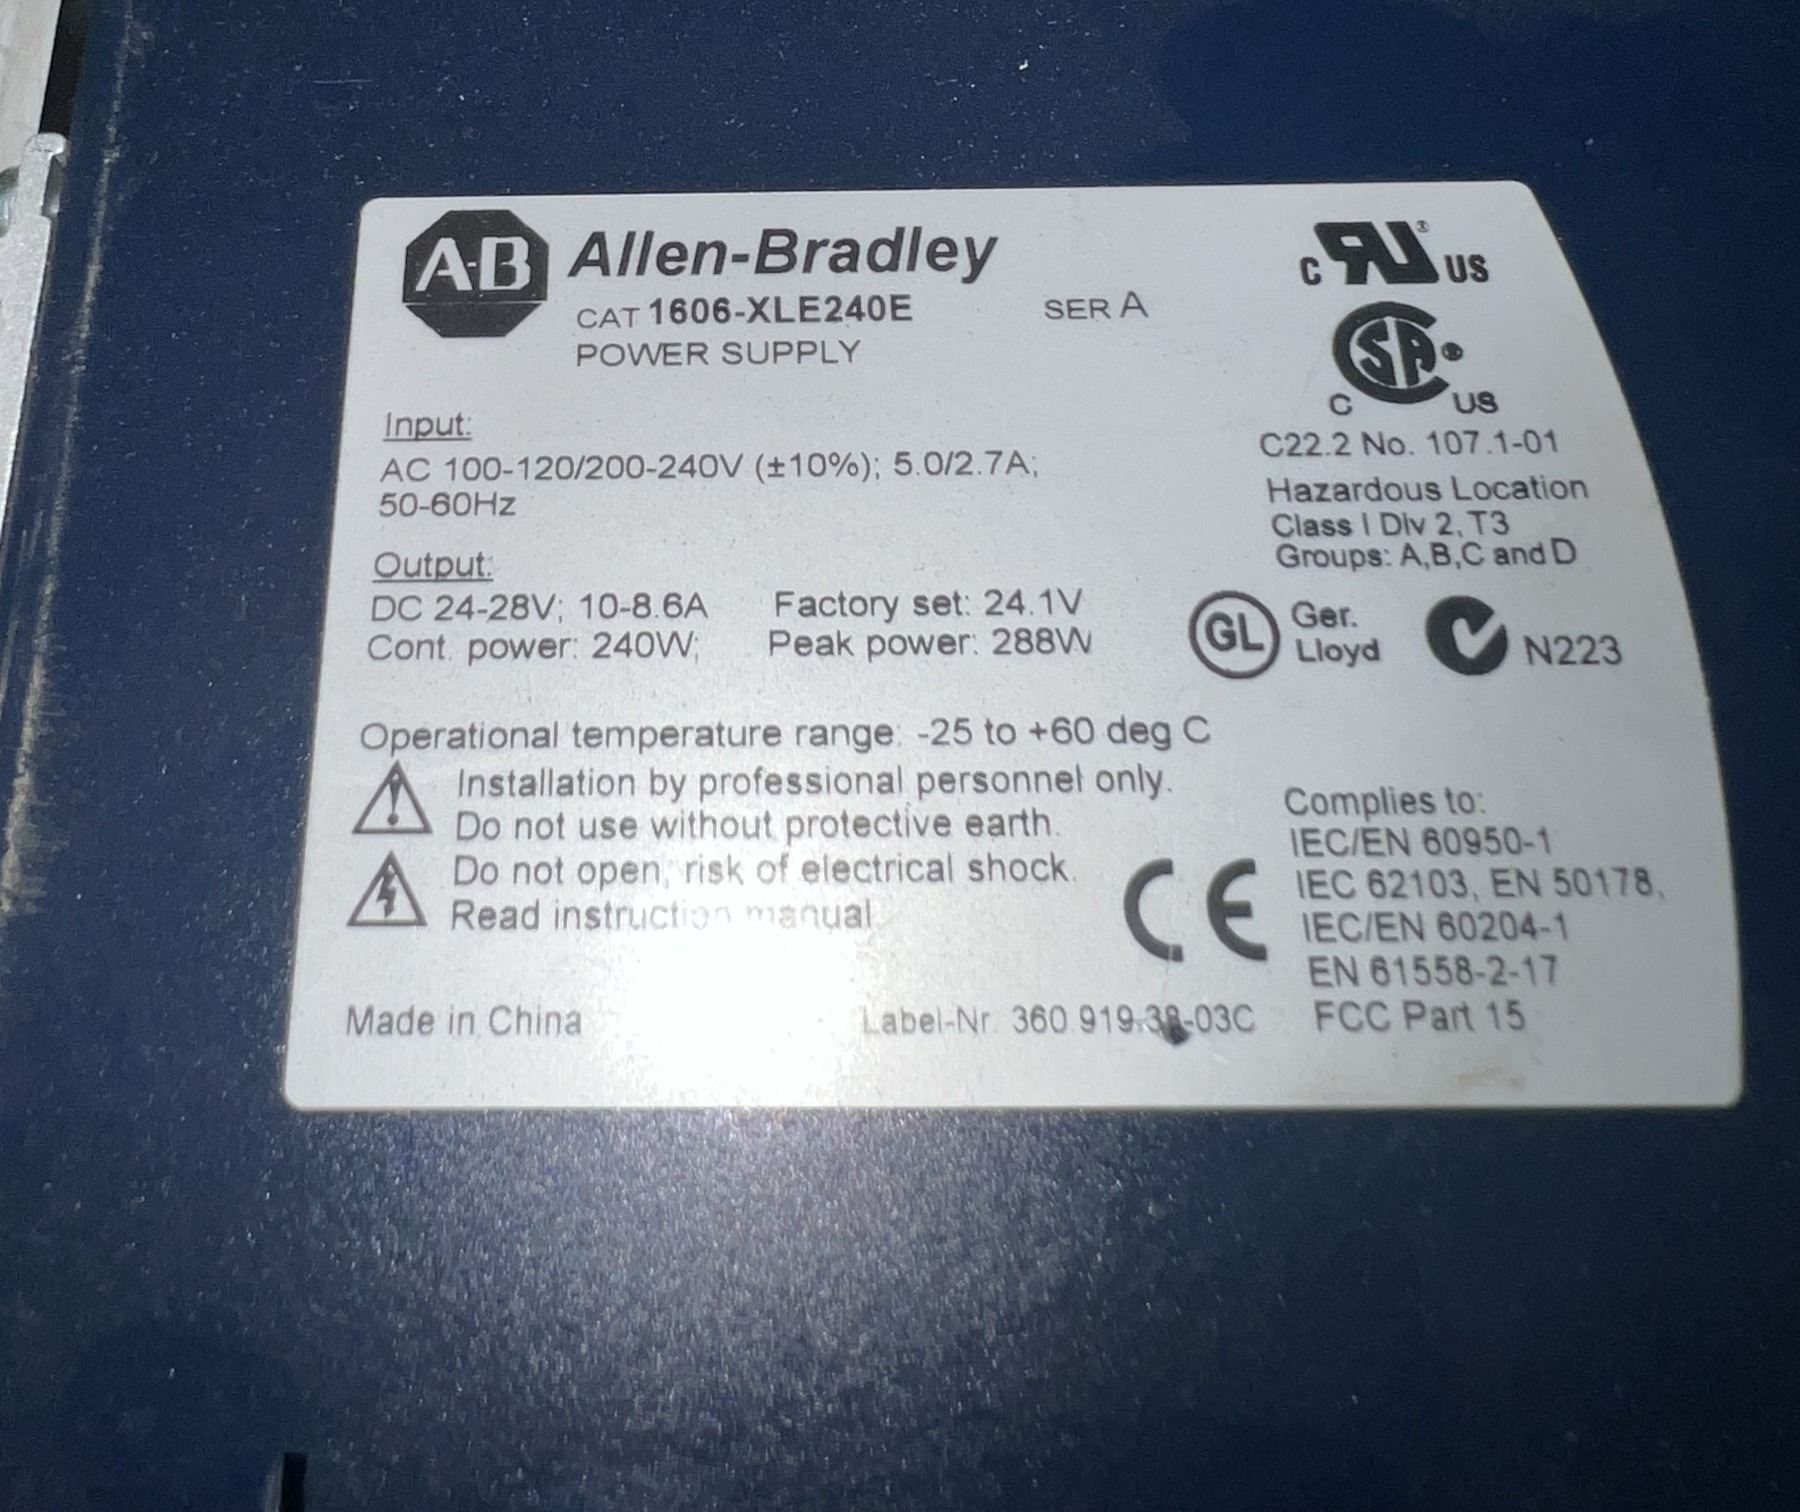 A-B Allen-Bradley
CAT 1606-XLE240E SER A
POWER SUPPLY
Input:
AC 100-120/200-240V (±10%); 5.0/2.7A;
50-60Hz
Output:
DC 24-28V; 10-8.6A Factory set: 24.1V
Cont. power: 240W; Peak power: 288W
Operational temperature range: -25 to +60 deg C
Installation by professional personnel only.
Do not use without protective earth.
Do not open, risk of electrical shock.
Read instruction manual
Made in China
Label-Nr. 360.919.38-03C
C RU® US
C SA® US
C22.2 No. 107.1-01
Hazardous Location
Class I Div 2, T3
Groups: A,B,C and D
GL Ger.
Lloyd
N223
CE
Complies to:
IEC/EN 60950-1
IEC 62103, EN 50178,
IEC/EN 60204-1
EN 61558-2-17
FCC Part 15